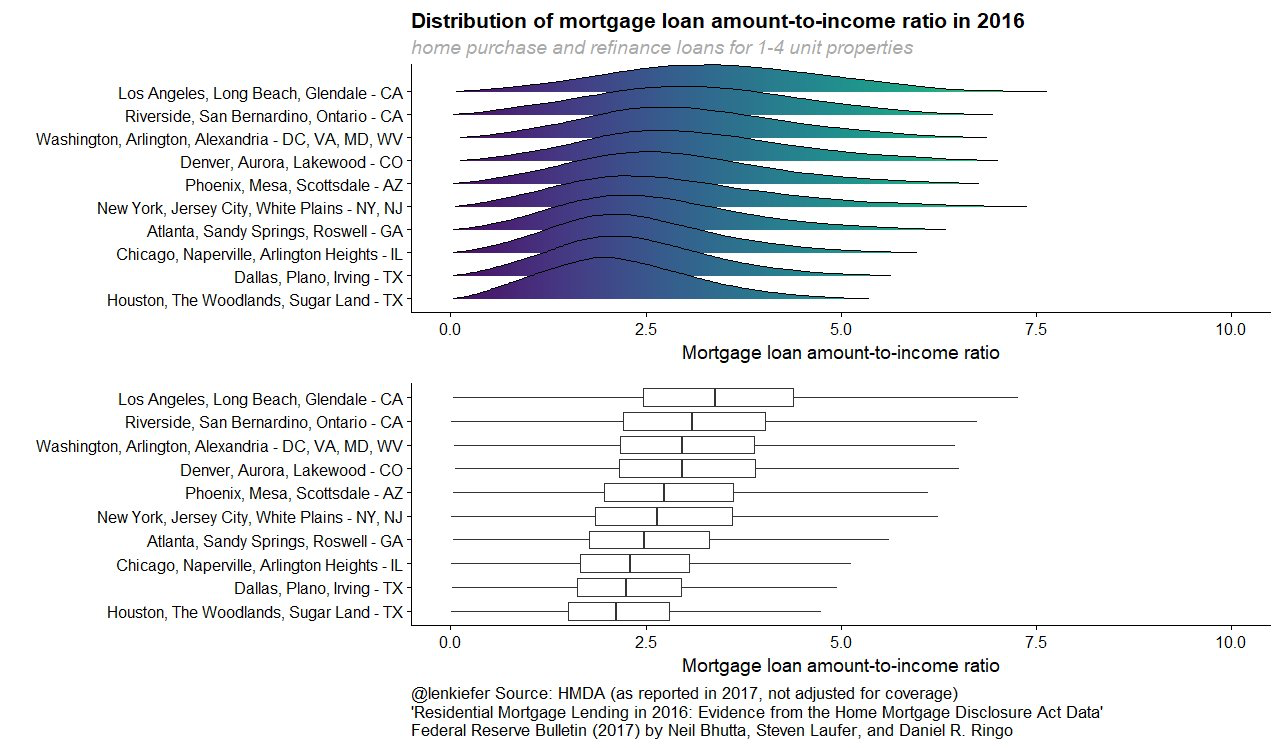 Distribution of mortgage loan amount-to-income ratio in 2016
home purchase and refinance loans for 1-4 unit properties
Los Angeles, Long Beach, Glendale - CA
Riverside, San Bernardino, Ontario - CA
Washington, Arlington, Alexandria - DC, VA, MD, WV
Denver, Aurora, Lakewood - CO
Phoenix, Mesa, Scottsdale - AZ
New York, Jersey City, White Plains - NY, NJ
Atlanta, Sandy Springs, Roswell - GA
Chicago, Naperville, Arlington Heights - IL
Dallas, Plano, Irving - TX
Houston, The Woodlands, Sugar Land - TX
0.0 2.5 5.0 7.5 10.0
Mortgage loan amount-to-income ratio
Los Angeles, Long Beach, Glendale - CA
Riverside, San Bernardino, Ontario - CA
Washington, Arlington, Alexandria - DC, VA, MD, WV
Denver, Aurora, Lakewood - CO
Phoenix, Mesa, Scottsdale - AZ
New York, Jersey City, White Plains - NY, NJ
Atlanta, Sandy Springs, Roswell - GA
Chicago, Naperville, Arlington Heights - IL
Dallas, Plano, Irving - TX
Houston, The Woodlands, Sugar Land - TX
0.0 2.5 5.0 7.5 10.0
Mortgage loan amount-to-income ratio
@lenkiefer Source: HMDA (as reported in 2017, not adjusted for coverage)
'Residential Mortgage Lending in 2016: Evidence from the Home Mortgage Disclosure Act Data'
Federal Reserve Bulletin (2017) by Neil Bhutta, Steven Laufer, and Daniel R. Ringo